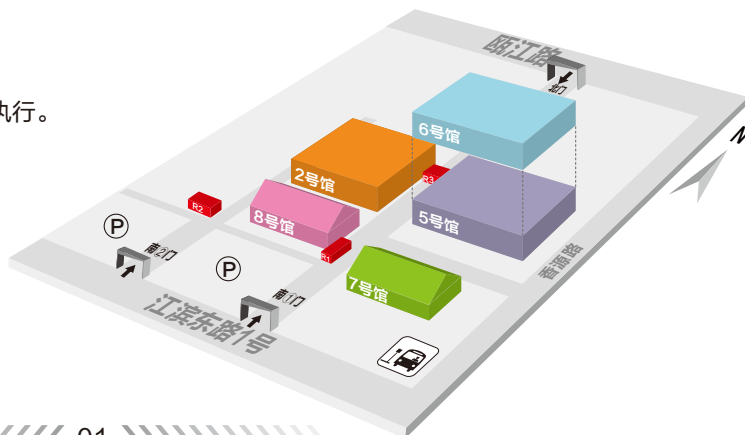 执行。
瓯江路
北门
N
6号馆
2号馆
R3
R2
8号馆
5号馆
P
南②门
R1
香源路
P
7号馆
南①门
江滨东路1号
01